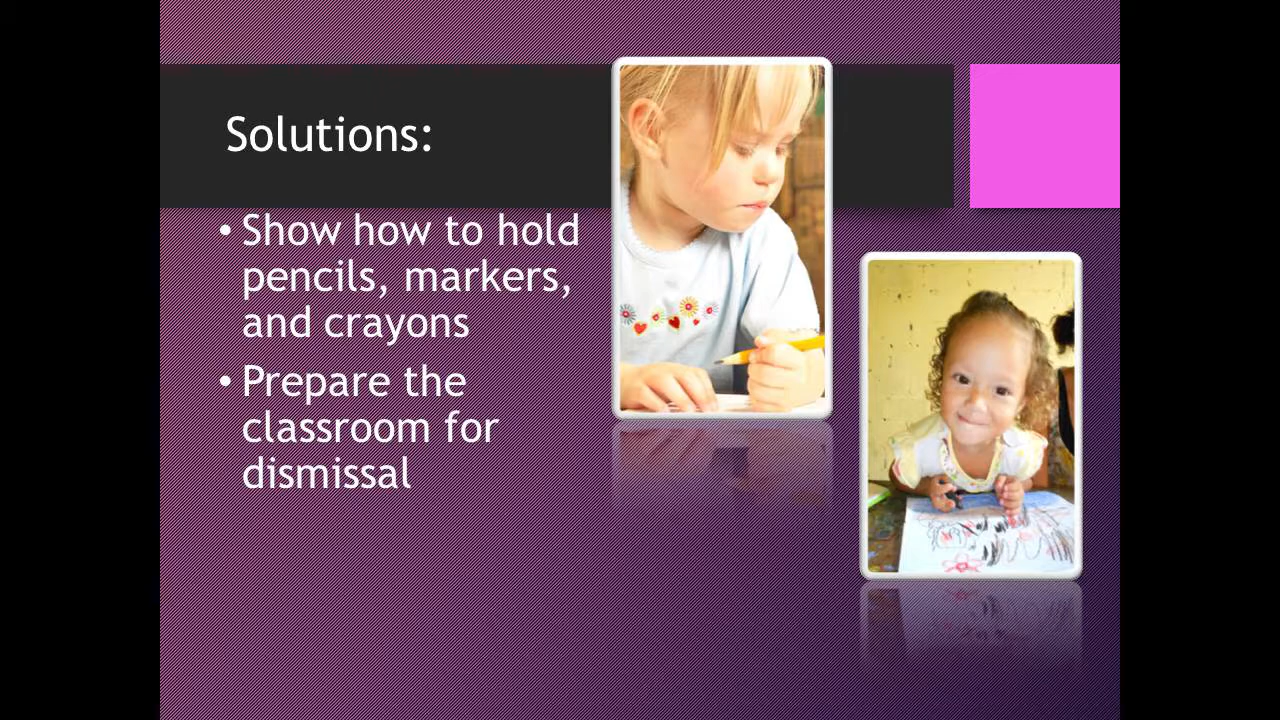 Solutions:
• Show how to hold
pencils, markers,
and crayons
• Prepare the
classroom for
dismissal